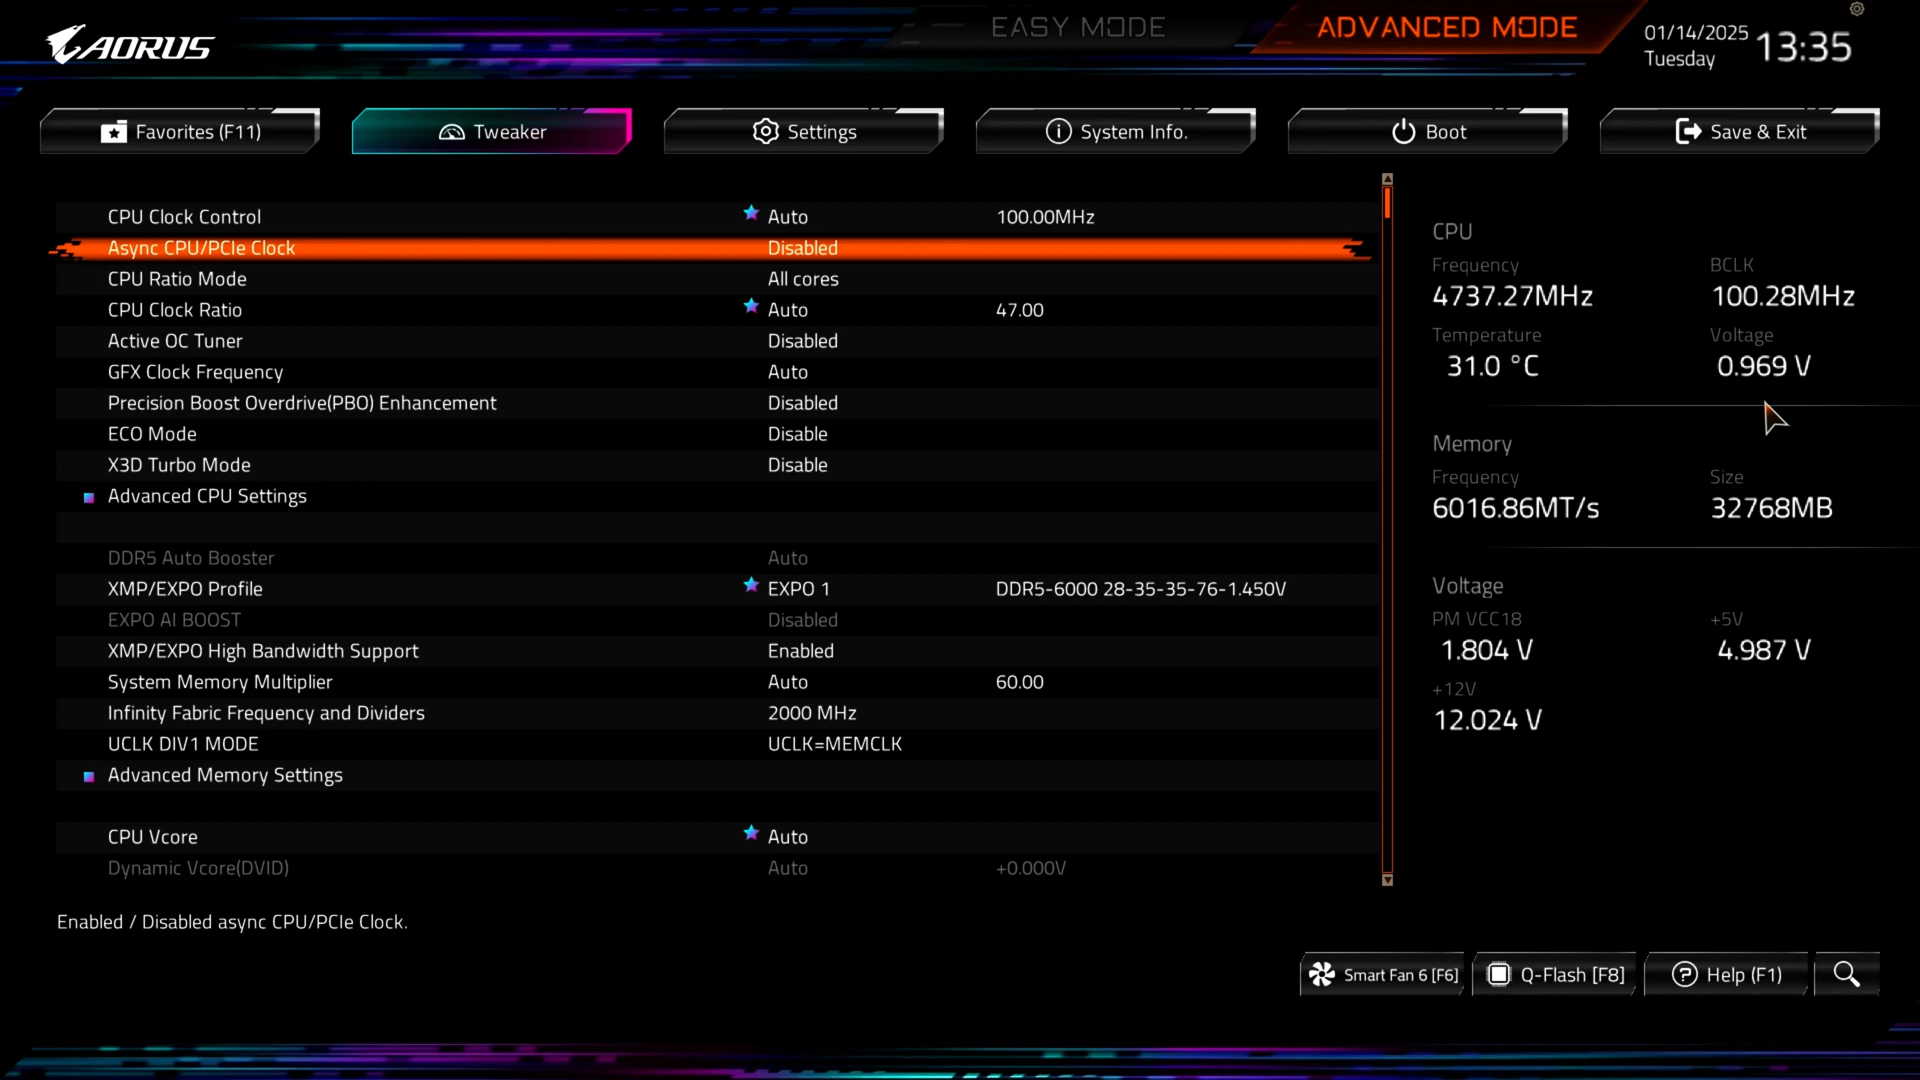 AORUS
EASY MODE
ADVANCED MODE
01/14/2025
Tuesday
13:35
Favorites (F11)
Tweaker
Settings
System Info.
Boot
Save & Exit
CPU Clock Control Auto 100.00MHz
Async CPU/PCIe Clock Disabled
CPU Ratio Mode All cores
CPU Clock Ratio Auto 47.00
Active OC Tuner Disabled
GFX Clock Frequency Auto
Precision Boost Overdrive(PBO) Enhancement Disabled
ECO Mode Disable
X3D Turbo Mode Disable
Advanced CPU Settings
DDR5 Auto Booster Auto
XMP/EXPO Profile EXPO 1 DDR5-6000 28-35-35-76-1.450V
EXPO AI BOOST Disabled
XMP/EXPO High Bandwidth Support Enabled
System Memory Multiplier Auto 60.00
Infinity Fabric Frequency and Dividers 2000 MHz
UCLK DIV1 MODE UCLK=MEMCLK
Advanced Memory Settings
CPU Vcore Auto
Dynamic Vcore(DVID) Auto +0.000V
CPU
Frequency BCLK
4737.27MHz 100.28MHz
Temperature Voltage
31.0 °C 0.969 V
Memory
Frequency Size
6016.86MT/s 32768MB
Voltage
PM VCC18 +5V
1.804 V 4.987 V
+12V
12.024 V
Enabled / Disabled async CPU/PCIe Clock.
Smart Fan 6 [F6]
Q-Flash [F8]
Help (F1)